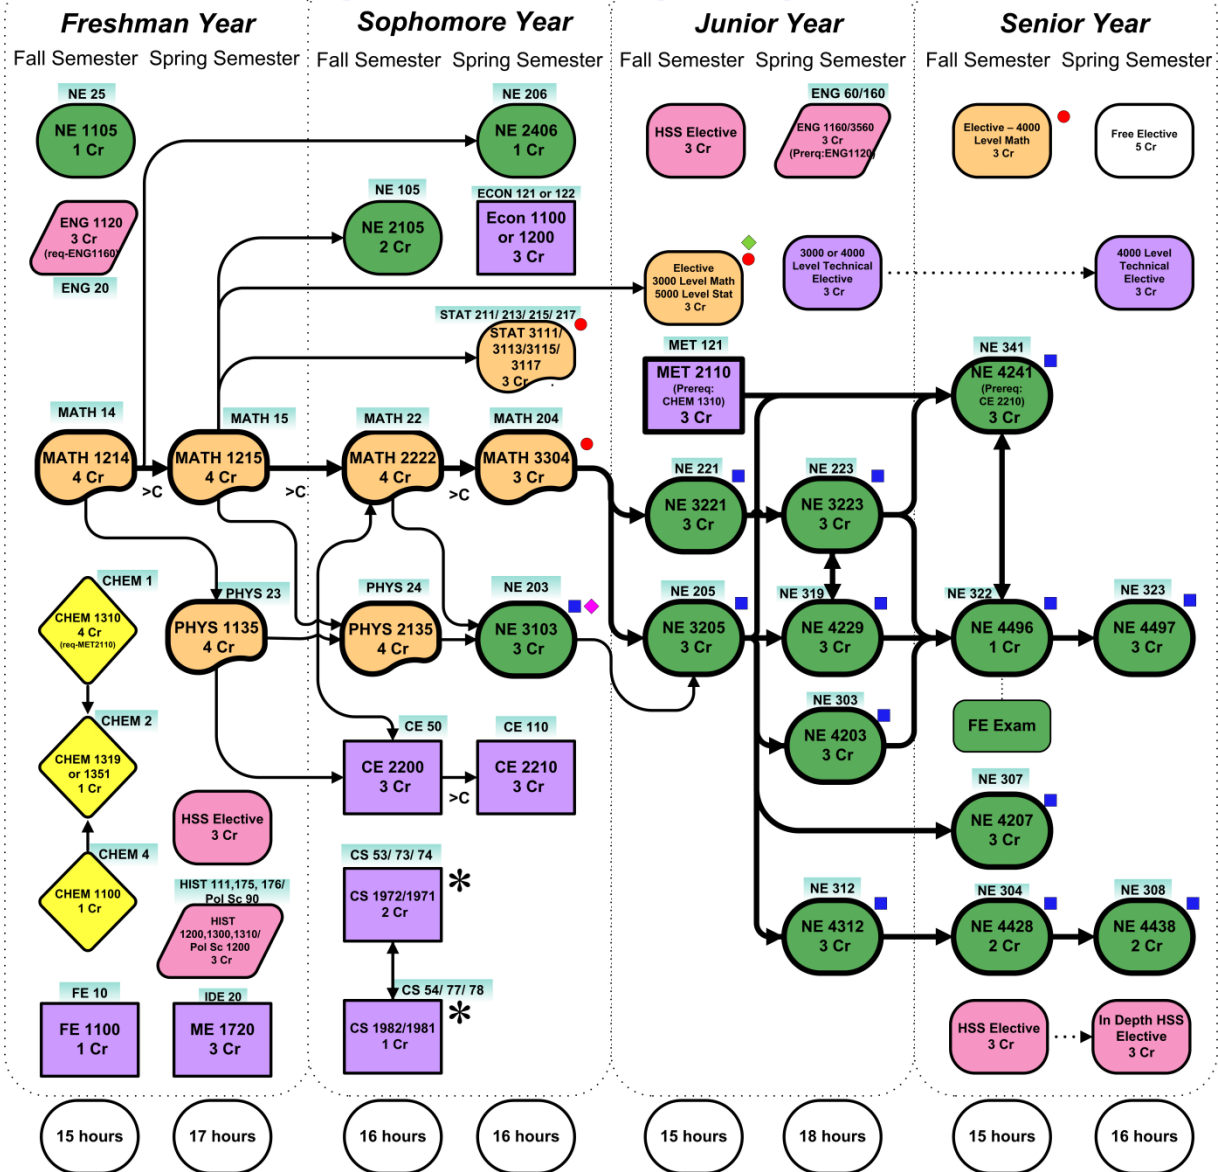 Freshman Year
Sophomore Year
Junior Year
Senior Year
Fall Semester
Spring Semester
Fall Semester
Spring Semester
Fall Semester
Spring Semester
Fall Semester
Spring Semester
NE 25
NE 1105
1 Cr
ENG 1120
3 Cr
(req-ENG1160)
ENG 20
MATH 14
MATH 1214
4 Cr
>C
CHEM 1
CHEM 1310
4 Cr
(req-MET2110)
CHEM 2
CHEM 1319
or 1351
1 Cr
CHEM 4
CHEM 1100
1 Cr
FE 10
FE 1100
1 Cr
15 hours
MATH 15
MATH 1215
4 Cr
>C
PHYS 23
PHYS 1135
4 Cr
HSS Elective
3 Cr
HIST 111,175, 176/
Pol Sc 90
HIST
1200,1300,1310/
Pol Sc 1200
3 Cr
IDE 20
ME 1720
3 Cr
17 hours
NE 105
NE 2105
2 Cr
MATH 22
MATH 2222
4 Cr
>C
PHYS 24
PHYS 2135
4 Cr
CE 50
CE 2200
3 Cr
>C
CS 53/ 73/ 74
CS 1972/1971
2 Cr
*
CS 54/ 77/ 78
CS 1982/1981
1 Cr
*
16 hours
NE 206
NE 2406
1 Cr
ECON 121 or 122
Econ 1100
or 1200
3 Cr
STAT 211/ 213/ 215/ 217
STAT 3111/
3113/3115/
3117
3 Cr
MATH 204
MATH 3304
3 Cr
NE 203
NE 3103
3 Cr
CE 110
CE 2210
3 Cr
16 hours
HSS Elective
3 Cr
Elective
3000 Level Math
5000 Level Stat
3 Cr
MET 121
MET 2110
(Prereq:
CHEM 1310)
3 Cr
NE 221
NE 3221
3 Cr
NE 205
NE 3205
3 Cr
15 hours
ENG 60/160
ENG 1160/3560
3 Cr
(Prereq:ENG1120)
3000 or 4000
Level Technical
Elective
3 Cr
NE 223
NE 3223
3 Cr
NE 319
NE 4229
3 Cr
NE 303
NE 4203
3 Cr
NE 312
NE 4312
3 Cr
18 hours
Elective – 4000
Level Math
3 Cr
NE 341
NE 4241
(Prereq:
CE 2210)
3 Cr
NE 322
NE 4496
1 Cr
FE Exam
NE 307
NE 4207
3 Cr
NE 304
NE 4428
2 Cr
HSS Elective
3 Cr
15 hours
Free Elective
5 Cr
4000 Level
Technical
Elective
3 Cr
NE 323
NE 4497
3 Cr
NE 308
NE 4438
2 Cr
In Depth HSS
Elective
3 Cr
16 hours